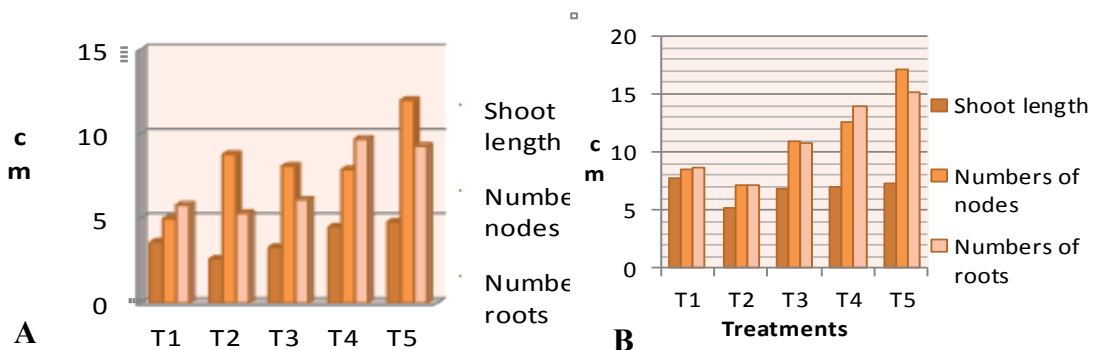 15
10
5
0
c
m
T1 T2 T3 T4 T5
Shoot
length
Numbe
nodes
Numbe
roots
A
20
15
10
5
0
c
m
T1 T2 T3 T4 T5
Treatments
Shoot length
Numbers of
nodes
Numbers of
roots
B